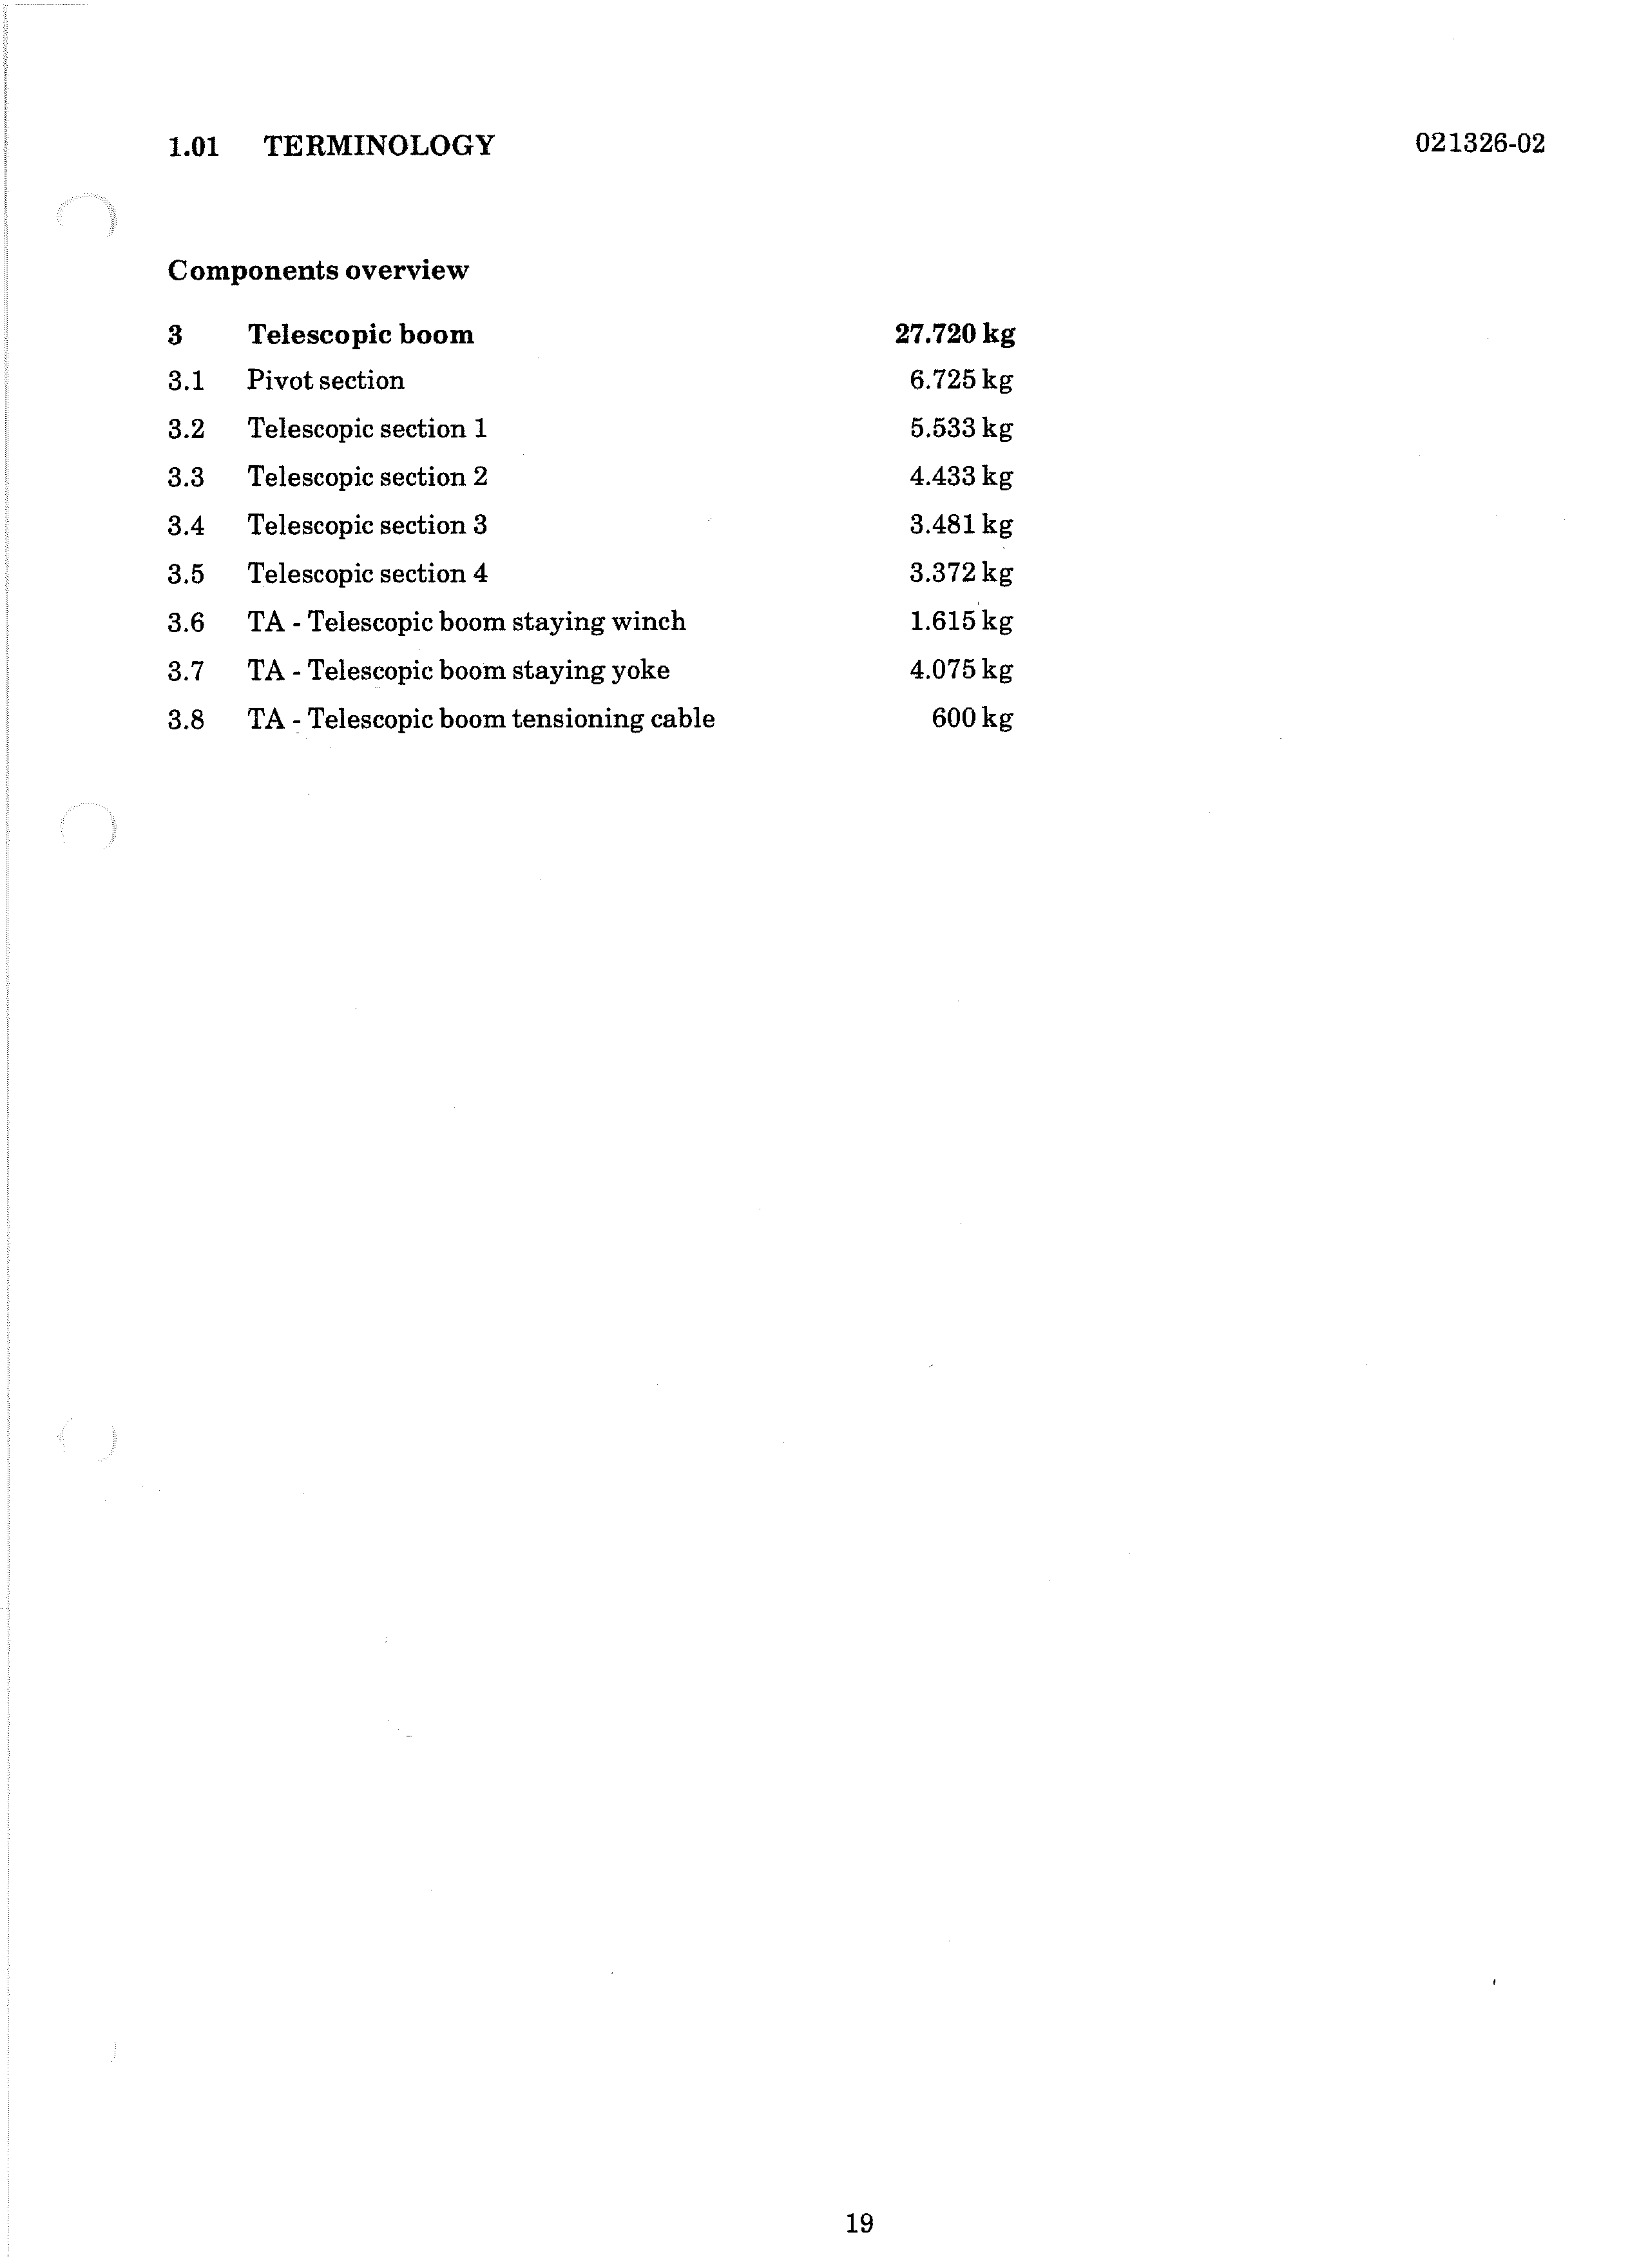 1.01 TERMINOLOGY 021326-02
Components overview
3 Telescopic boom 27.720 kg
3.1 Pivot section 6.725 kg
3.2 Telescopic section 1 5.533 kg
3.3 Telescopic section 2 4.433 kg
3.4 Telescopic section 3 3.481 kg
3.5 Telescopic section 4 3.372 kg
3.6 TA - Telescopic boom staying winch 1.615 kg
3.7 TA - Telescopic boom staying yoke 4.075 kg
3.8 TA - Telescopic boom tensioning cable 600 kg
19